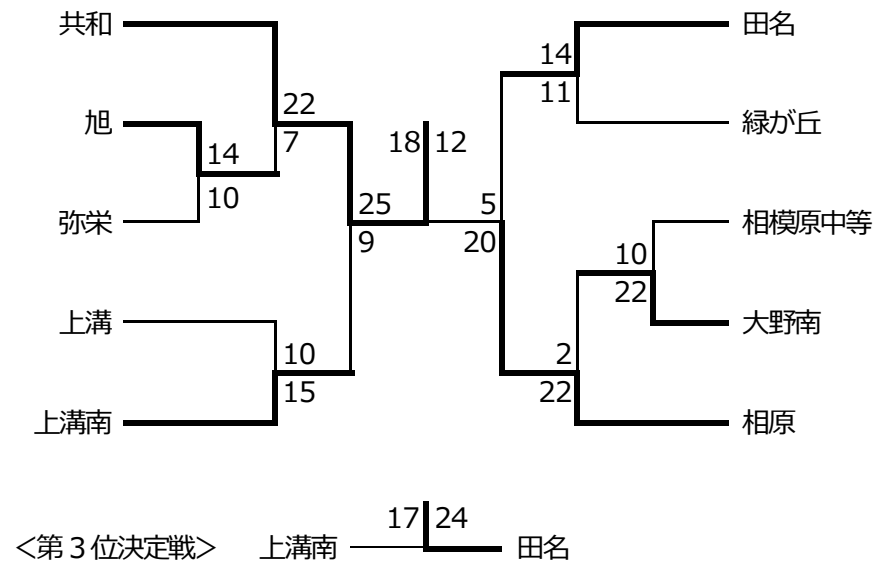 共和
田名
14
11
22
7
旭
18 12
緑が丘
14
10
弥栄
25
9
5
20
相模原中等
10
22
上溝
大野南
10
15
2
22
上溝南
相原
17 24
＜第３位決定戦＞ 上溝南 田名